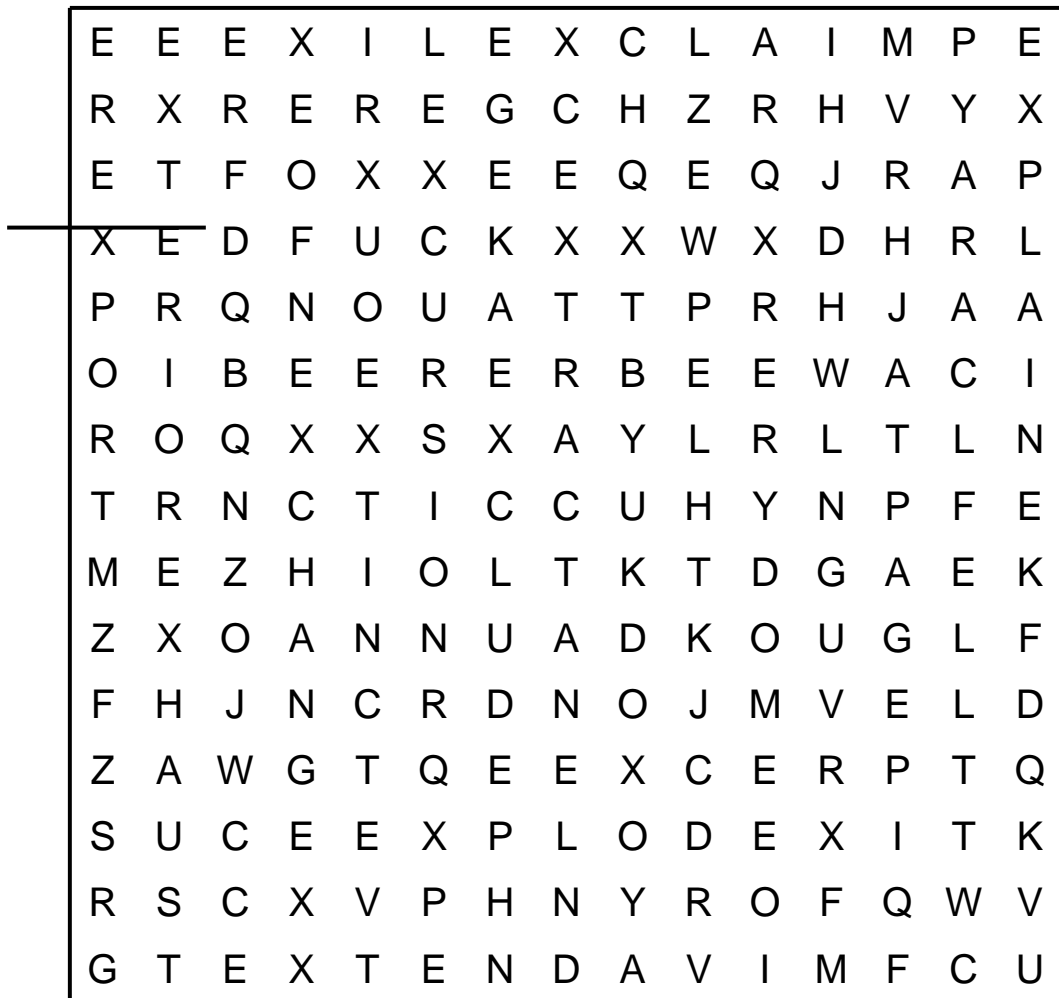 E E E X I L E X C L A I M P E
R X R E R E G C H Z R H V Y X
E T F O X X E E Q E Q J R A P
X E D F U C K X X W X D H R L
P R Q N O U A T T P R H J A A
O I B E E R E R B E E W A C I
R O Q X X S X A Y L R L T L N
T R N C T I C C U H Y N P F E
M E Z H I O L T K T D G A E K
Z X O A N N U A D K O U G L F
F H J N C R D N O J M V E L D
Z A W G T Q E E X C E R P T Q
S U C E E X P L O D E X I T K
R S C X V P H N Y R O F Q W V
G T E X T E N D A V I M F C U